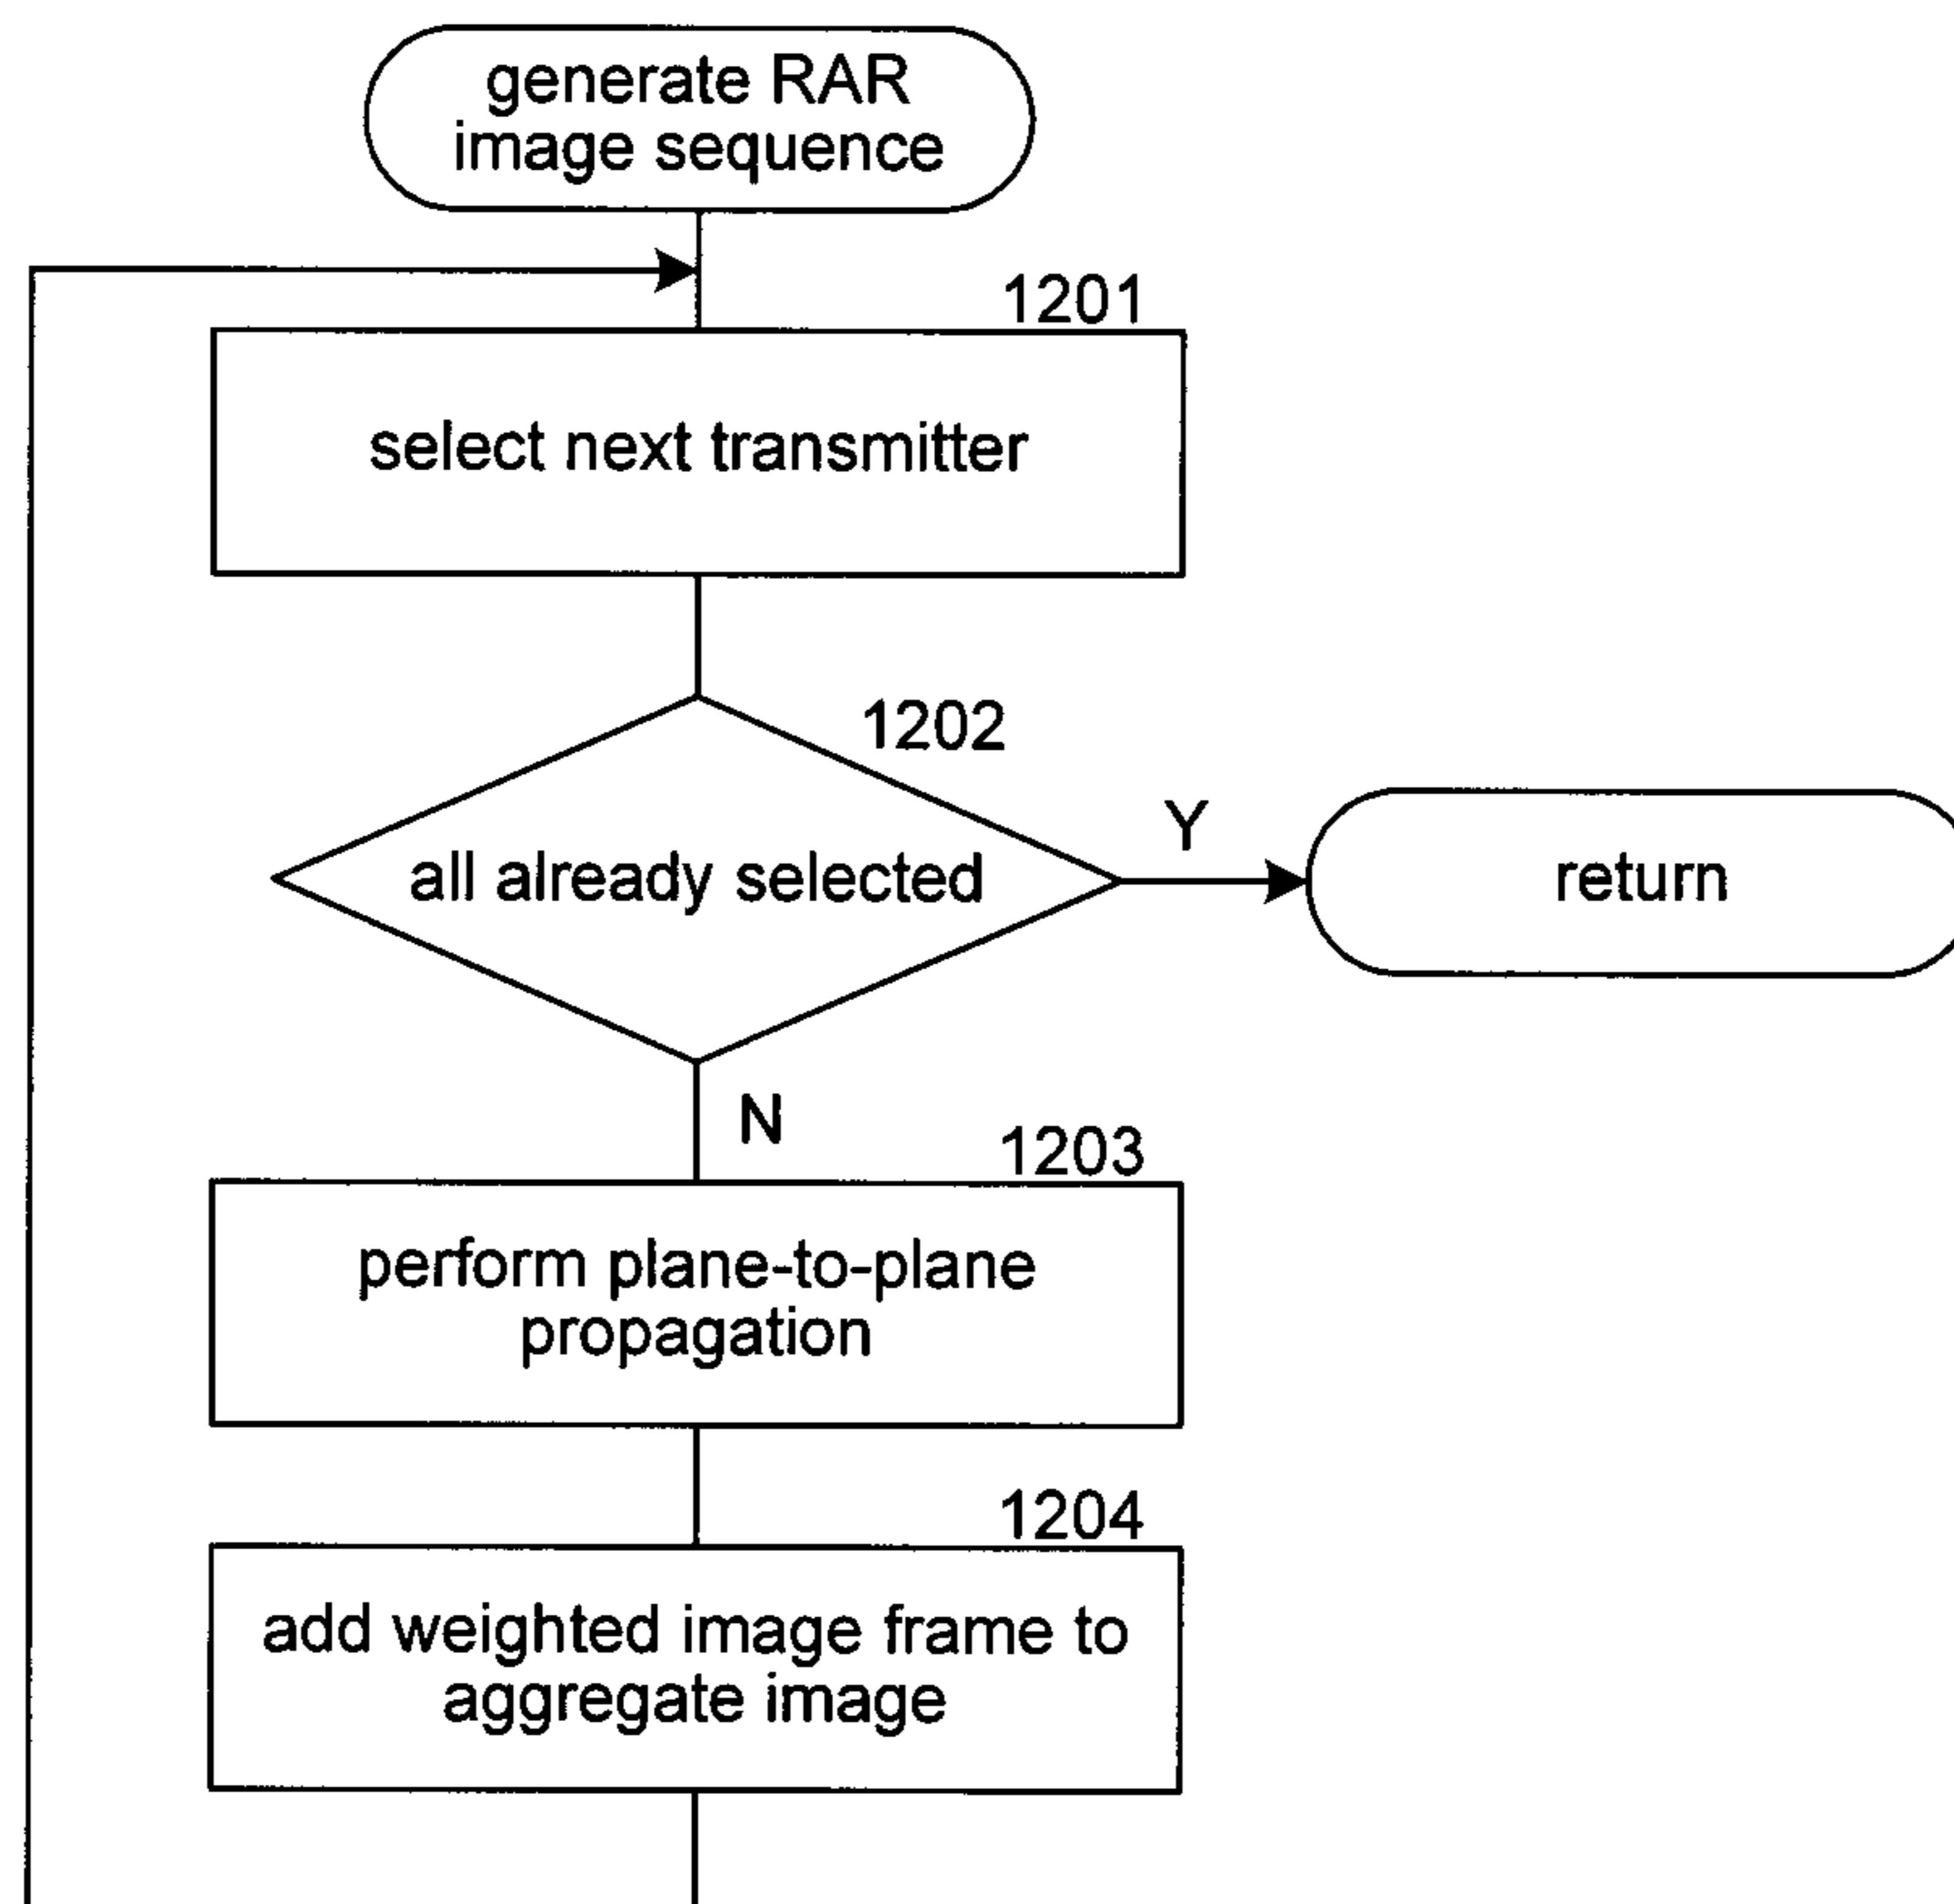 generate RAR
image sequence
1201
select next transmitter
1202
all already selected
Y
return
N
1203
perform plane-to-plane
propagation
1204
add weighted image frame to
aggregate image